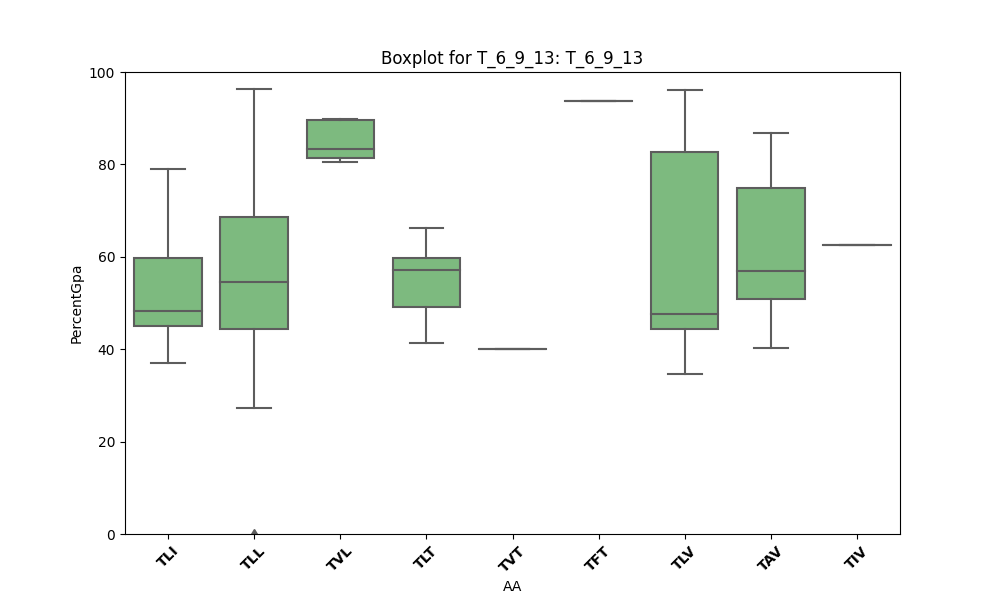 Boxplot for T_6_9_13: T_6_9_13
100
80
60
40
20
0
PercentGpa
TLI
TLL
TVL
TLT
TVT
TFT
TLV
TAV
TIV
AA